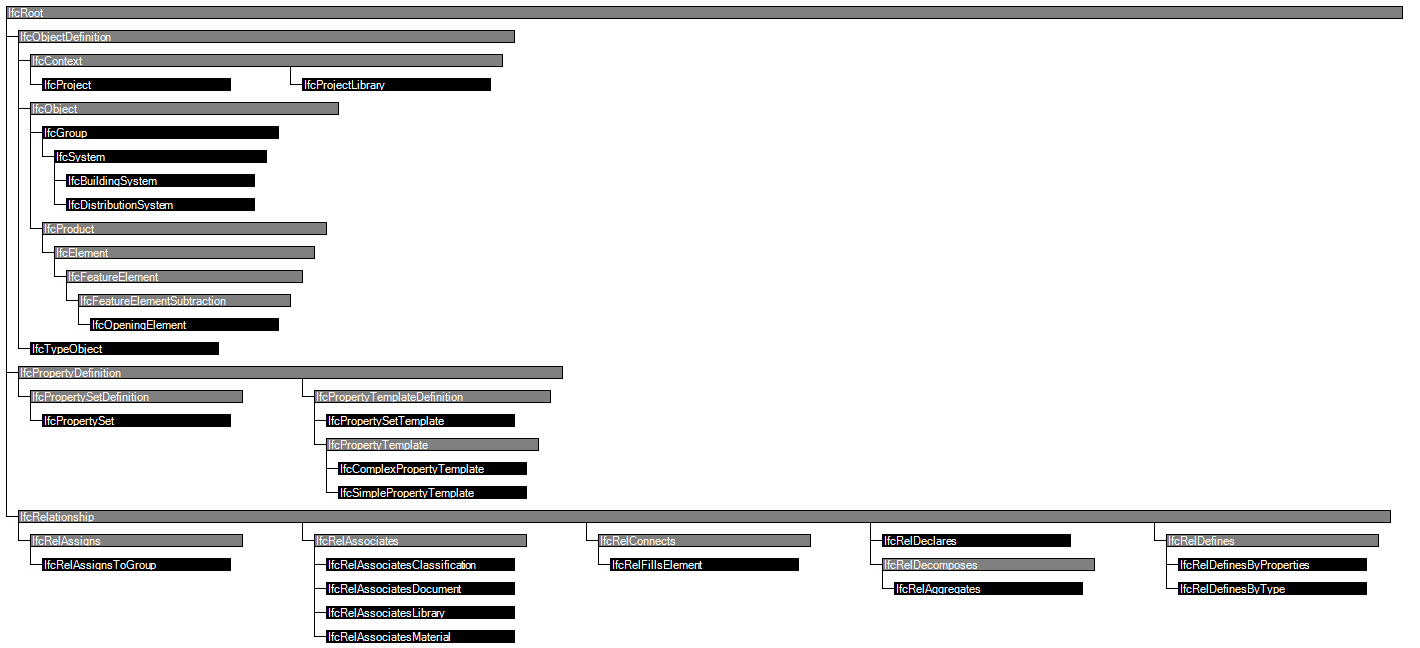 IfcRoot
IfcObjectDefinition
IfcContext
IfcProject
IfcProjectLibrary
IfcObject
IfcGroup
IfcSystem
IfcBuildingSystem
IfcDistributionSystem
IfcProduct
IfcElement
IfcFeatureElement
IfcFeatureElementSubtraction
IfcOpeningElement
IfcTypeObject
IfcPropertyDefinition
IfcPropertySetDefinition
IfcPropertySet
IfcPropertyTemplateDefinition
IfcPropertySetTemplate
IfcPropertyTemplate
IfcComplexPropertyTemplate
IfcSimplePropertyTemplate
IfcRelationship
IfcRelAssigns
IfcRelAssignsToGroup
IfcRelAssociates
IfcRelAssociatesClassification
IfcRelAssociatesDocument
IfcRelAssociatesLibrary
IfcRelAssociatesMaterial
IfcRelConnects
IfcRelFillsElement
IfcRelDeclares
IfcRelDecomposes
IfcRelAggregates
IfcRelDefines
IfcRelDefinesByProperties
IfcRelDefinesByType